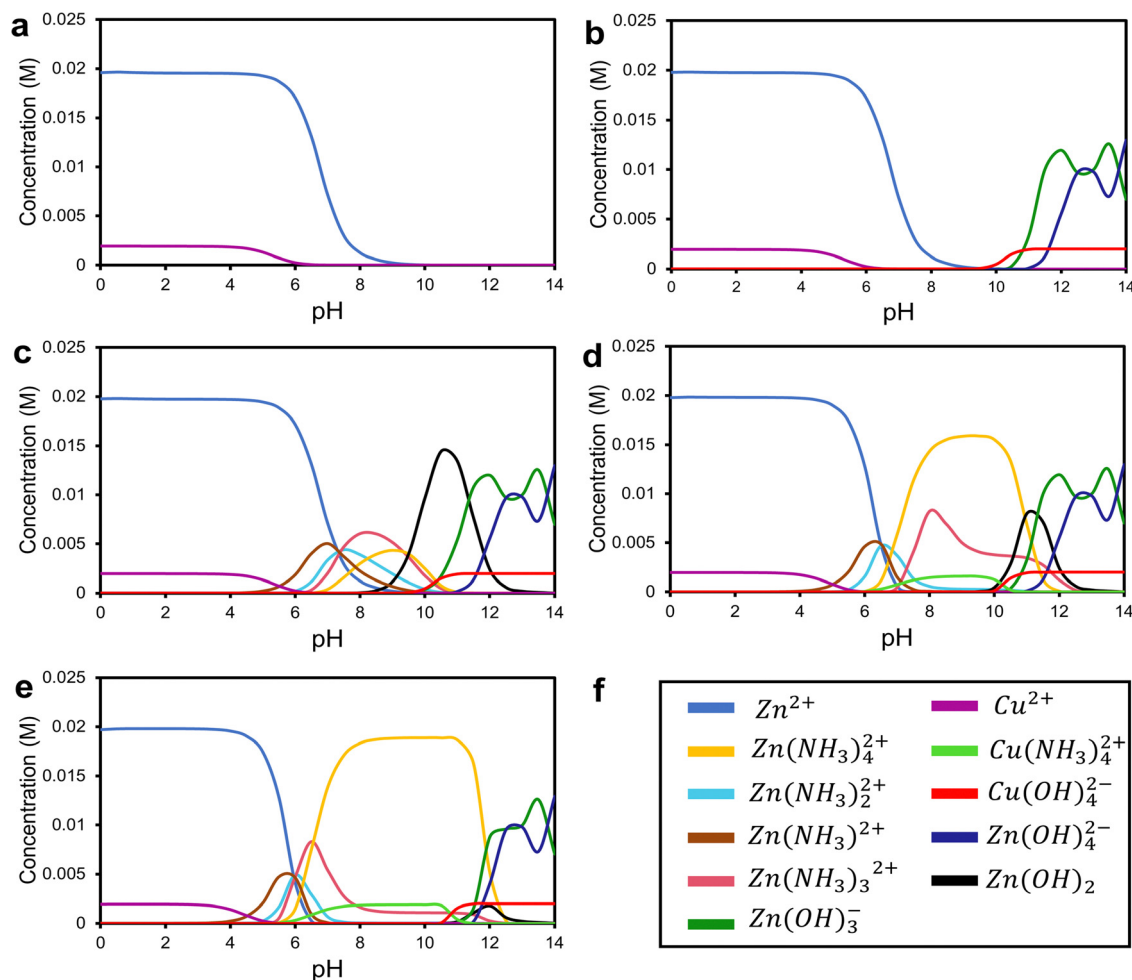 a
0.025
0.02
0.015
0.01
0.005
0
Concentration (M)
0 2 4 6 8 10 12 14
pH
b
0.025
0.02
0.015
0.01
0.005
0
Concentration (M)
0 2 4 6 8 10 12 14
pH
c
0.025
0.02
0.015
0.01
0.005
0
Concentration (M)
0 2 4 6 8 10 12 14
pH
d
0.025
0.02
0.015
0.01
0.005
0
Concentration (M)
0 2 4 6 8 10 12 14
pH
e
0.025
0.02
0.015
0.01
0.005
0
Concentration (M)
0 2 4 6 8 10 12 14
pH
f
Zn²⁺
Zn(NH₃)₄²⁺
Zn(NH₃)₂²⁺
Zn(NH₃)²⁺
Zn(NH₃)₃²⁺
Zn(OH)₃⁻
Cu²⁺
Cu(NH₃)₄²⁺
Cu(OH)₄²⁻
Zn(OH)₄²⁻
Zn(OH)₂